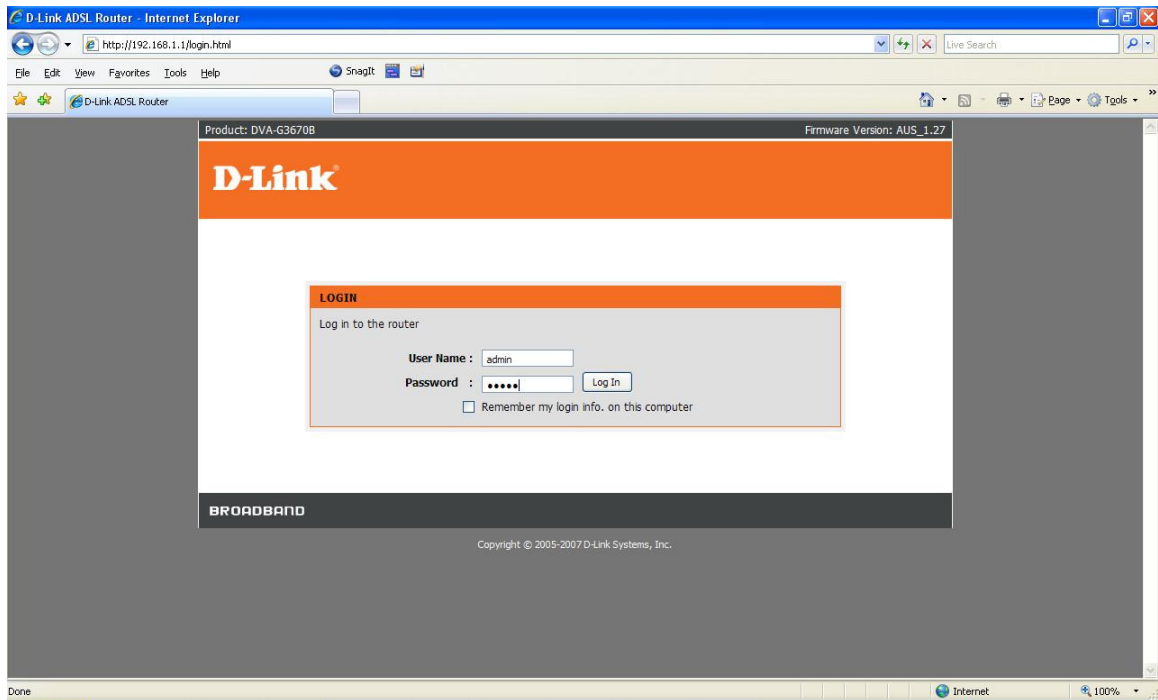 D-Link ADSL Router - Internet Explorer
http://192.168.1.1/login.html
Live Search
File Edit View Favorites Tools Help
SnagIt
D-Link ADSL Router
Page
Tools
Product: DVA-G3670B
Firmware Version: AUS_1.27
D-Link
LOGIN
Log in to the router
User Name :
admin
Password :
•••••
Log In
Remember my login info. on this computer
BROADBAND
Copyright © 2005-2007 D-Link Systems, Inc.
Done
Internet
100%